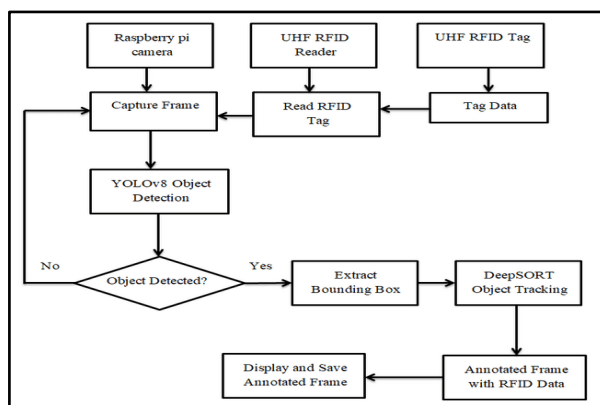 Raspberry pi
camera
UHF RFID
Reader
UHF RFID Tag
Capture Frame
Read RFID
Tag
Tag Data
YOLOv8 Object
Detection
No
Object Detected?
Yes
Extract
Bounding Box
DeepSORT
Object Tracking
Display and Save
Annotated Frame
Annotated Frame
with RFID Data